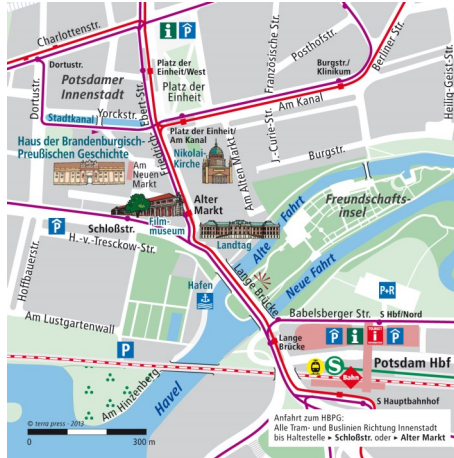 Charlottenstr.
Dortustr.
Potsdamer
Innenstadt
Dortustr.
Stadtkanal
Yorckstr.
Friedrich-Ebert-Str.
Platz der
Einheit/West
Platz der
Einheit
Posthofstr.
Französische Str.
Burgstr./
Klinikum
Berliner Str.
Heilig-Geist-Str.
Am Kanal
Platz der Einheit/
Am Kanal
Haus der Brandenburgisch-
Preußischen Geschichte
Am
Neuen
Markt
Nikolai-
Kirche
Am Alten Markt
J.-Curie-Str.
Burgstr.
Alter
Markt
Film-
museum
Landtag
Alte Fahrt
Freundschafts-
insel
Neue Fahrt
Schloßstr.
H.-v.-Tresckow-Str.
Hoffbauerstr.
Hafen
Lange Brücke
P+R
Babelsberger Str.
S Hbf/Nord
Am Lustgartenwall
P
Lange
Brücke
P
i
TOURIST
i
P
Potsdam Hbf
S
Bahn
S Hauptbahnhof
Am Hinzenberg
Havel
Anfahrt zum HBPG:
Alle Tram- und Buslinien Richtung Innenstadt
bis Haltestelle ▸ Schloßstr. oder ▸ Alter Markt
© terra press - 2013
0 300 m